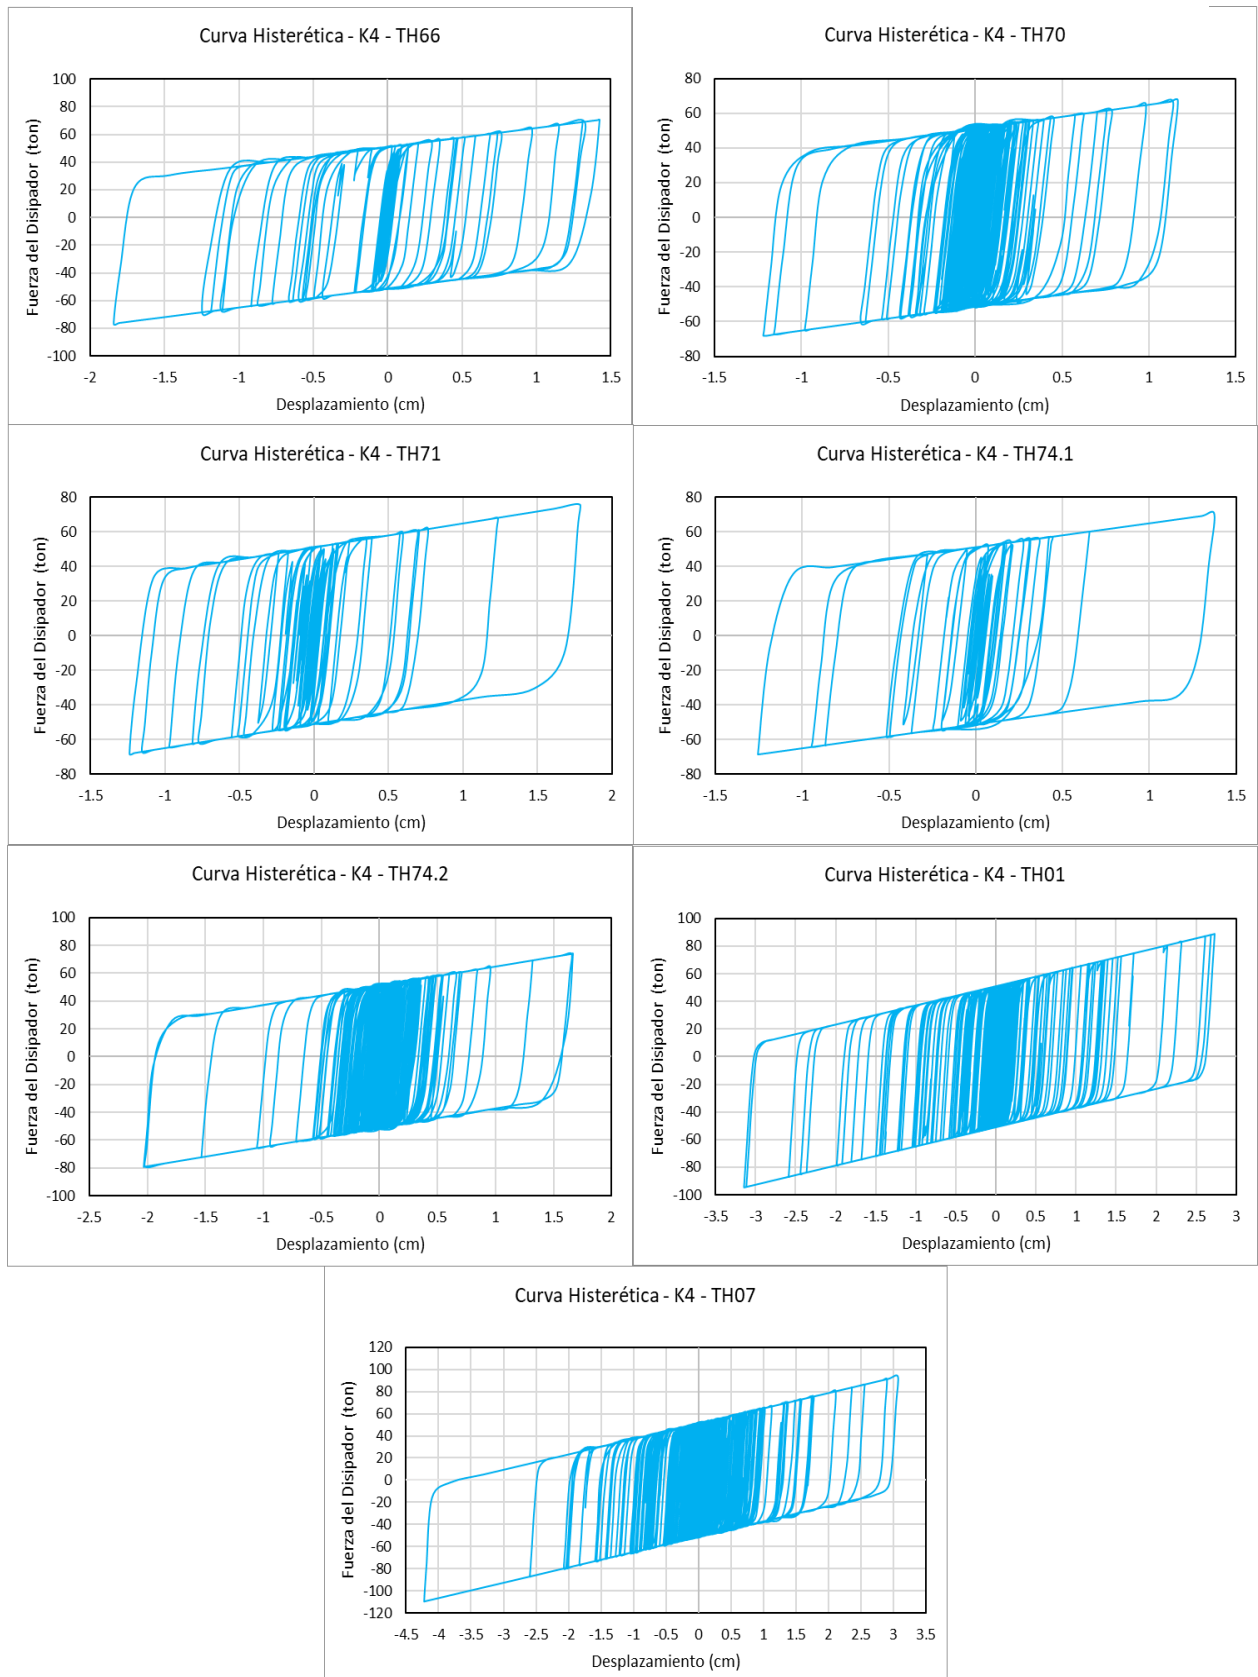 Curva Histerética - K4 - TH66
Fuerza del Disipador (ton)
100
80
60
40
20
0
-20
-40
-60
-80
-100
-2 -1.5 -1 -0.5 0 0.5 1 1.5
Desplazamiento (cm)
Curva Histerética - K4 - TH70
Fuerza del Disipador (ton)
80
60
40
20
0
-20
-40
-60
-80
-1.5 -1 -0.5 0 0.5 1 1.5
Desplazamiento (cm)
Curva Histerética - K4 - TH71
Fuerza del Disipador (ton)
80
60
40
20
0
-20
-40
-60
-80
-1.5 -1 -0.5 0 0.5 1 1.5 2
Desplazamiento (cm)
Curva Histerética - K4 - TH74.1
Fuerza del Disipador (ton)
80
60
40
20
0
-20
-40
-60
-80
-1.5 -1 -0.5 0 0.5 1 1.5
Desplazamiento (cm)
Curva Histerética - K4 - TH74.2
Fuerza del Disipador (ton)
100
80
60
40
20
0
-20
-40
-60
-80
-100
-2.5 -2 -1.5 -1 -0.5 0 0.5 1 1.5 2
Desplazamiento (cm)
Curva Histerética - K4 - TH01
Fuerza del Disipador (ton)
100
80
60
40
20
0
-20
-40
-60
-80
-100
-3.5 -3 -2.5 -2 -1.5 -1 -0.5 0 0.5 1 1.5 2 2.5 3
Desplazamiento (cm)
Curva Histerética - K4 - TH07
Fuerza del Disipador (ton)
120
100
80
60
40
20
0
-20
-40
-60
-80
-100
-120
-4.5 -4 -3.5 -3 -2.5 -2 -1.5 -1 -0.5 0 0.5 1 1.5 2 2.5 3 3.5
Desplazamiento (cm)